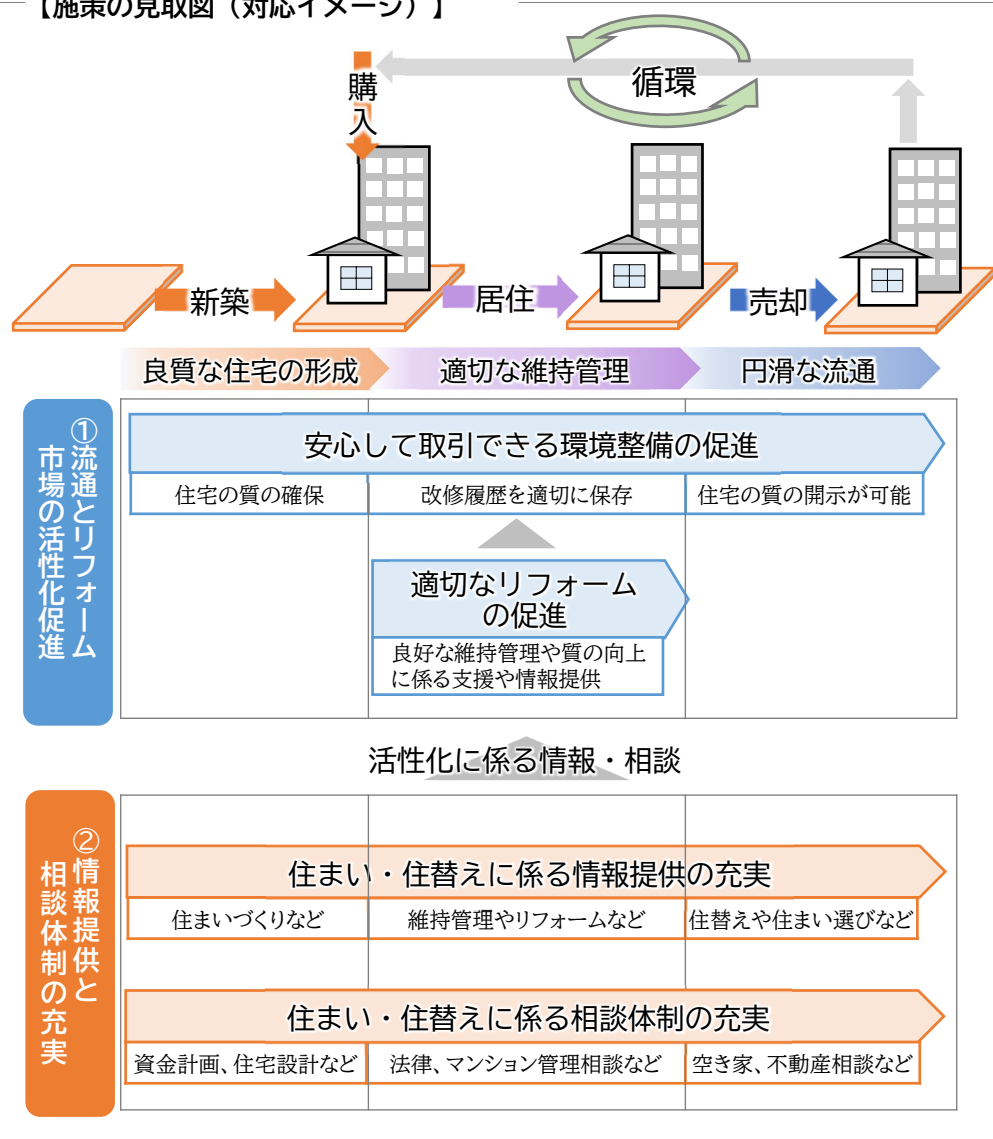 【施策の見取図（対応イメージ）】
循環
購入
新築
居住
売却
良質な住宅の形成
適切な維持管理
円滑な流通
①流通とリフォーム
市場の活性化促進
安心して取引できる環境整備の促進
住宅の質の確保
改修履歴を適切に保存
住宅の質の開示が可能
適切なリフォーム
の促進
良好な維持管理や質の向上
に係る支援や情報提供
活性化に係る情報・相談
②情報提供と
相談体制の充実
住まい・住替えに係る情報提供の充実
住まいづくりなど
維持管理やリフォームなど
住替えや住まい選びなど
住まい・住替えに係る相談体制の充実
資金計画、住宅設計など
法律、マンション管理相談など
空き家、不動産相談など